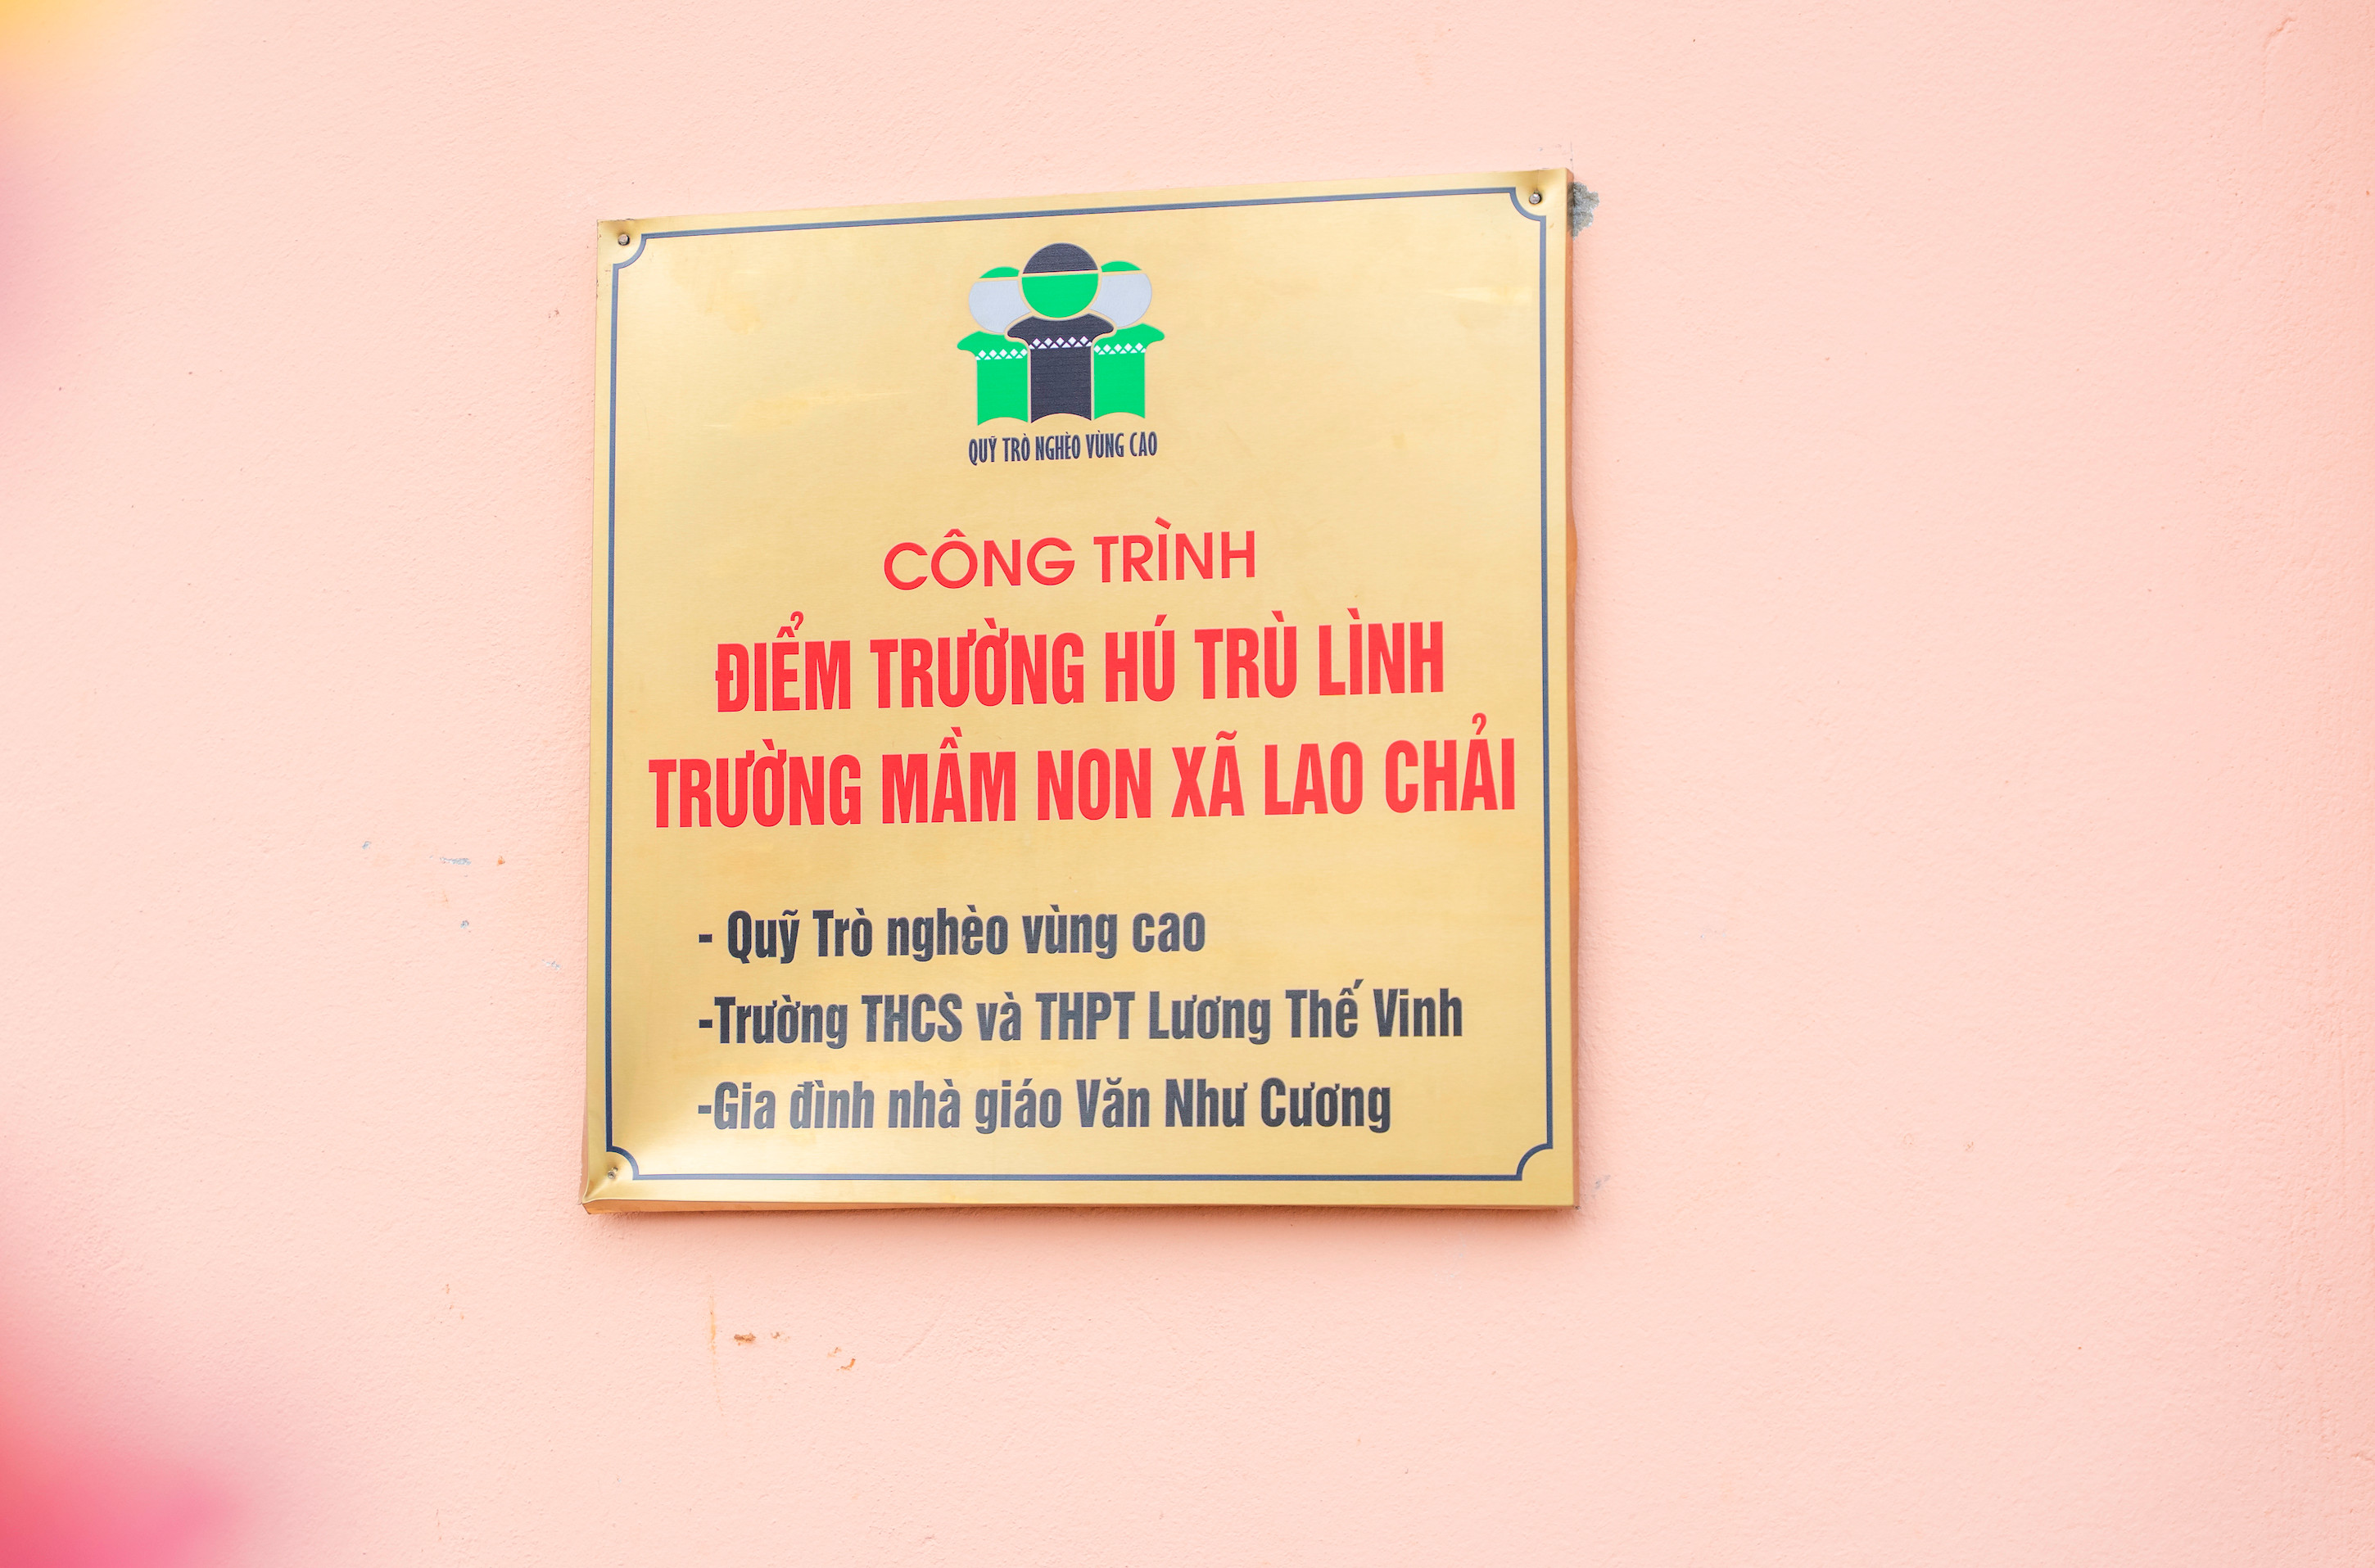 QUỸ TRÒ NGHÈO VÙNG CAO
CÔNG TRÌNH
ĐIỂM TRƯỜNG HÚ TRÙ LÌNH
TRƯỜNG MẦM NON XÃ LAO CHẢI
- Quỹ Trò nghèo vùng cao
-Trường THCS và THPT Lương Thế Vinh
-Gia đình nhà giáo Văn Như Cương